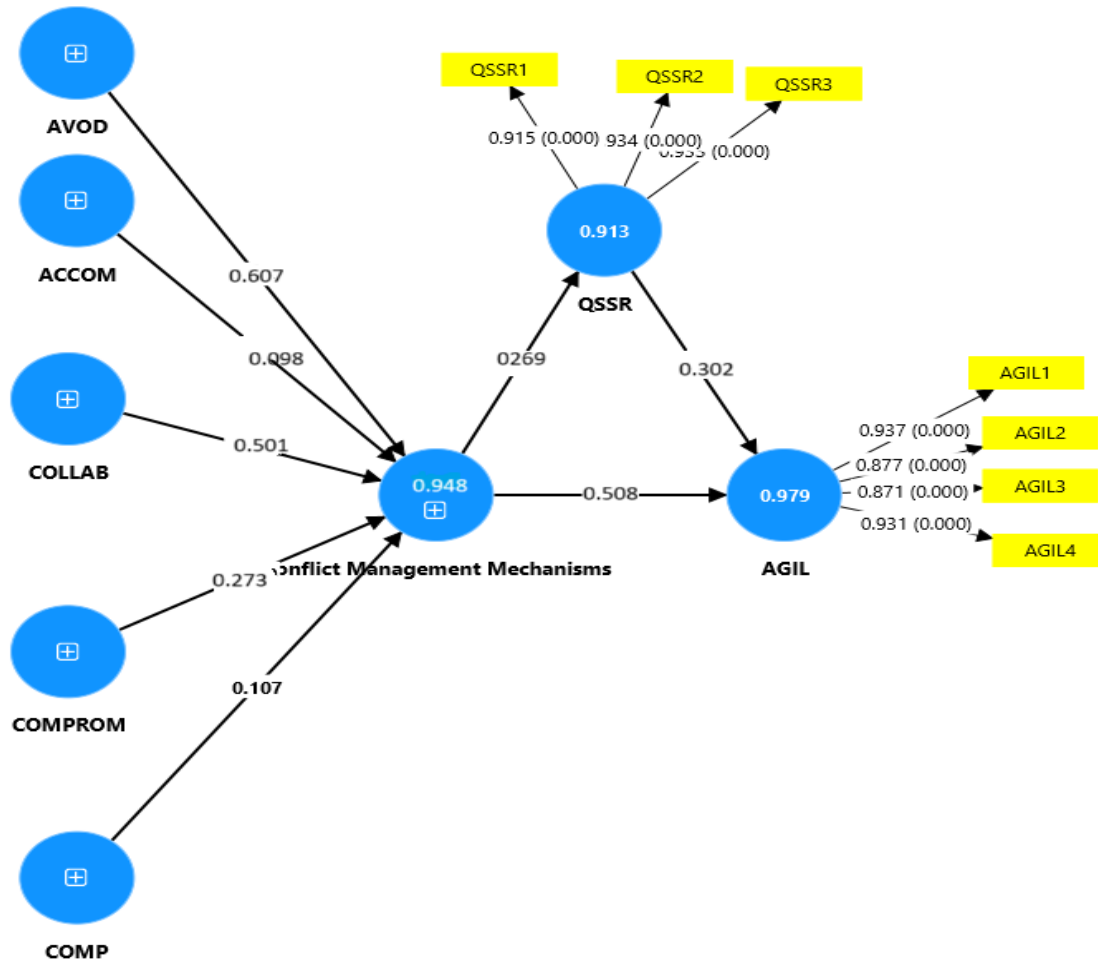 AVOD
ACCOM
COLLAB
COMPROM
COMP
0.607
0.098
0.501
0.273
0.107
0.948
onflict Management Mechanisms
0269
0.508
QSSR1
QSSR2
QSSR3
0.915 (0.000)
934 (0.000)
(0.000)
0.913
QSSR
0.302
0.979
AGIL
0.937 (0.000)
0.877 (0.000)
0.871 (0.000)
0.931 (0.000)
AGIL1
AGIL2
AGIL3
AGIL4